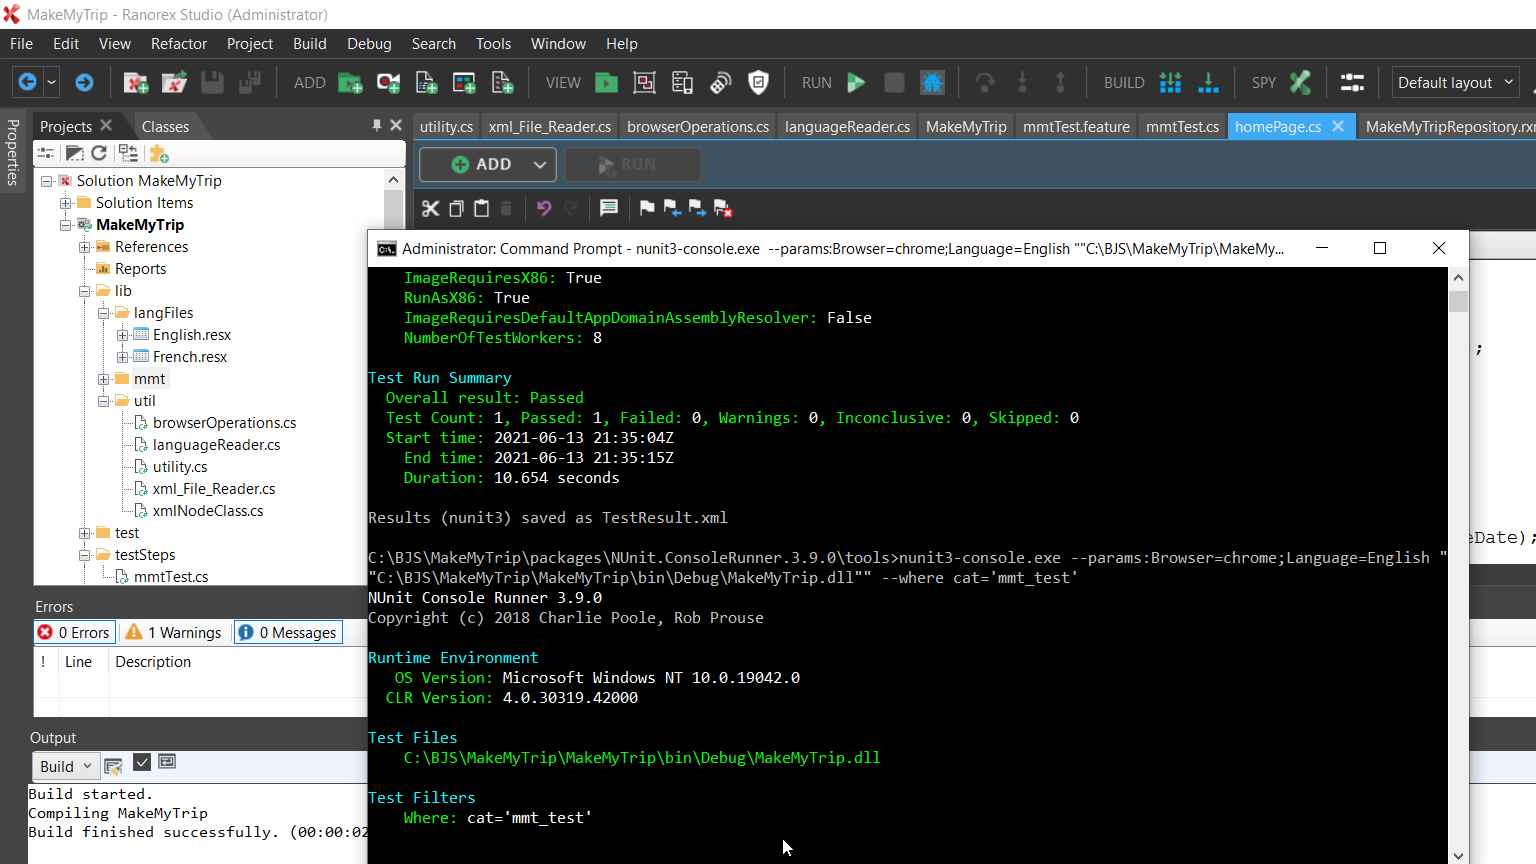 MakeMyTrip - Ranorex Studio (Administrator)
File Edit View Refactor Project Build Debug Search Tools Window Help
ADD VIEW RUN BUILD SPY Default layout
Properties
Projects Classes
utility.cs xml_File_Reader.cs browserOperations.cs languageReader.cs MakeMyTrip mmtTest.feature mmtTest.cs homePage.cs MakeMyTripRepository.rxr
ADD RUN
Solution MakeMyTrip
Solution Items
MakeMyTrip
References
Reports
lib
langFiles
English.resx
French.resx
mmt
util
browserOperations.cs
languageReader.cs
utility.cs
xml_File_Reader.cs
xmlNodeClass.cs
test
testSteps
mmtTest.cs
Administrator: Command Prompt - nunit3-console.exe --params:Browser=chrome;Language=English ""C:\BJS\MakeMyTrip\MakeMy...
ImageRequiresX86: True
RunAsX86: True
ImageRequiresDefaultAppDomainAssemblyResolver: False
NumberOfTestWorkers: 8
Test Run Summary
Overall result: Passed
Test Count: 1, Passed: 1, Failed: 0, Warnings: 0, Inconclusive: 0, Skipped: 0
Start time: 2021-06-13 21:35:04Z
End time: 2021-06-13 21:35:15Z
Duration: 10.654 seconds
Results (nunit3) saved as TestResult.xml
C:\BJS\MakeMyTrip\packages\NUnit.ConsoleRunner.3.9.0\tools>nunit3-console.exe --params:Browser=chrome;Language=English "
"C:\BJS\MakeMyTrip\MakeMyTrip\bin\Debug\MakeMyTrip.dll"" --where cat='mmt_test'
NUnit Console Runner 3.9.0
Copyright (c) 2018 Charlie Poole, Rob Prouse
Runtime Environment
OS Version: Microsoft Windows NT 10.0.19042.0
CLR Version: 4.0.30319.42000
Test Files
C:\BJS\MakeMyTrip\MakeMyTrip\bin\Debug\MakeMyTrip.dll
Test Filters
Where: cat='mmt_test'
;
eDate);
Errors
0 Errors 1 Warnings 0 Messages
! Line Description
Output
Build
Build started.
Compiling MakeMyTrip
Build finished successfully. (00:00:02